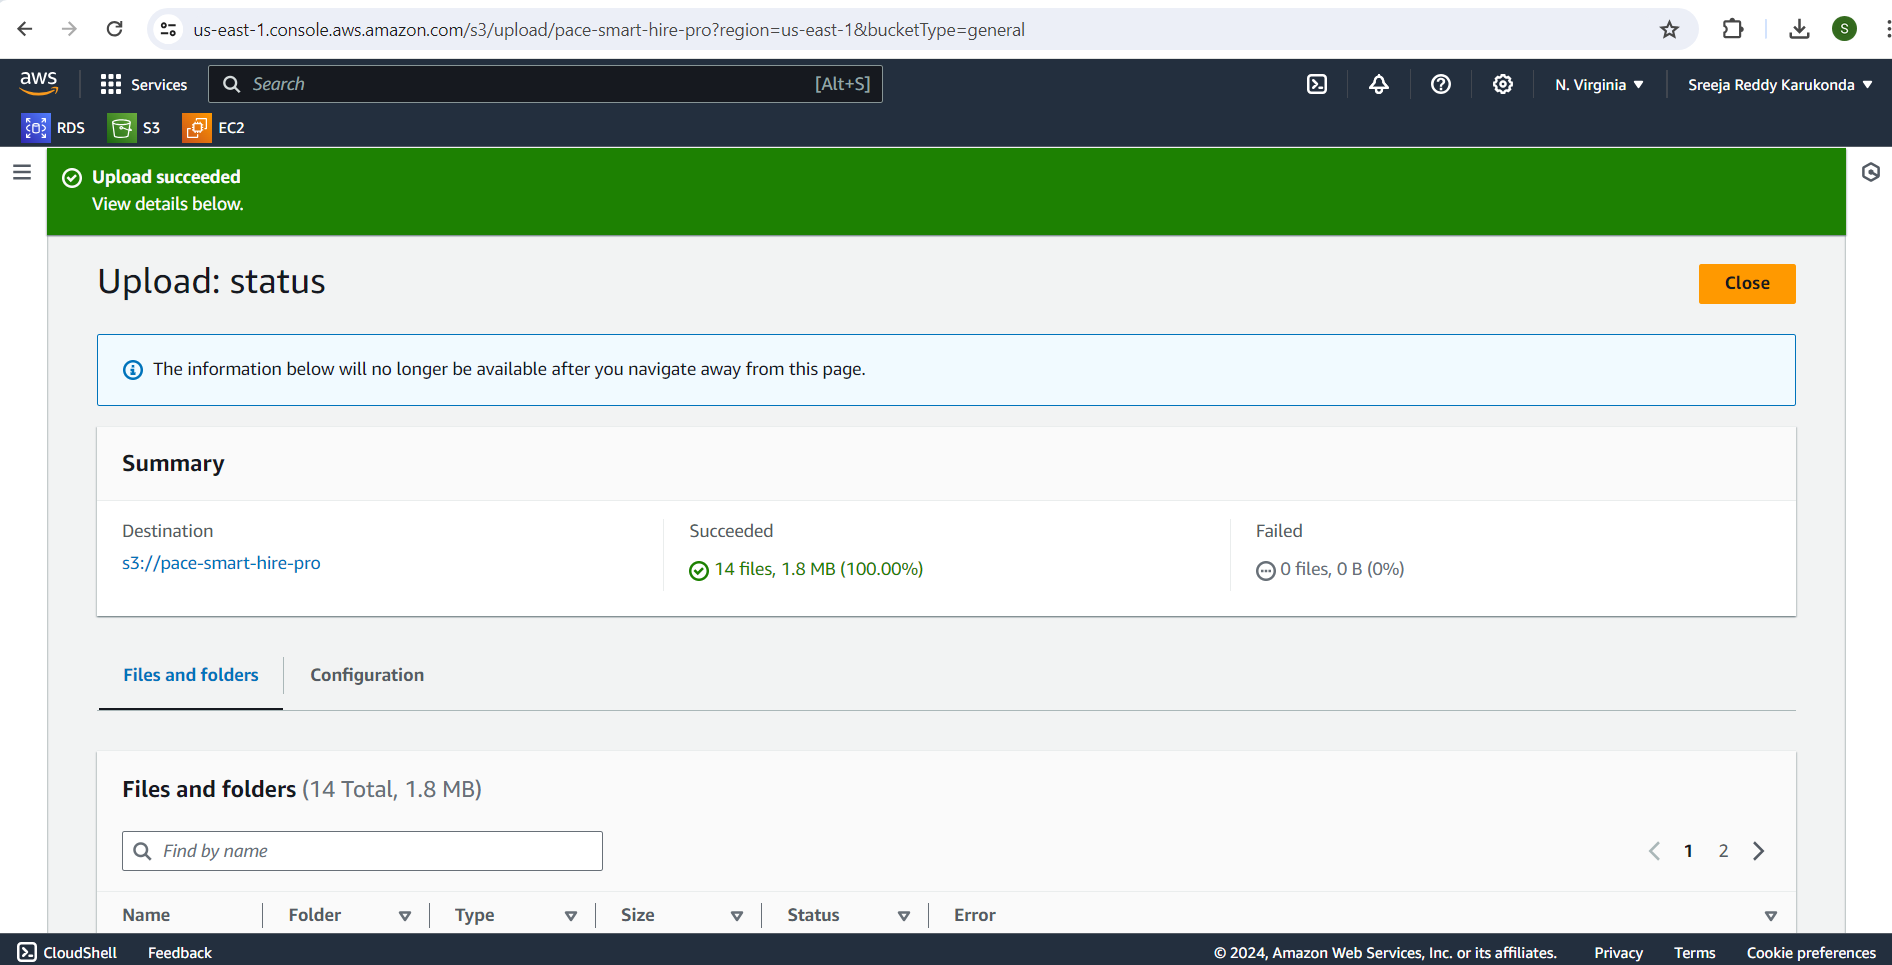 us-east-1.console.aws.amazon.com/s3/upload/pace-smart-hire-pro?region=us-east-1&bucketType=general
S
aws
Services
Search
[Alt+S]
N. Virginia
Sreeja Reddy Karukonda
RDS
S3
EC2
Upload succeeded
View details below.
Upload: status
Close
The information below will no longer be available after you navigate away from this page.
Summary
Destination
s3://pace-smart-hire-pro
Succeeded
14 files, 1.8 MB (100.00%)
Failed
0 files, 0 B (0%)
Files and folders
Configuration
Files and folders (14 Total, 1.8 MB)
Find by name
1
2
Name
Folder
Type
Size
Status
Error
CloudShell
Feedback
© 2024, Amazon Web Services, Inc. or its affiliates.
Privacy
Terms
Cookie preferences